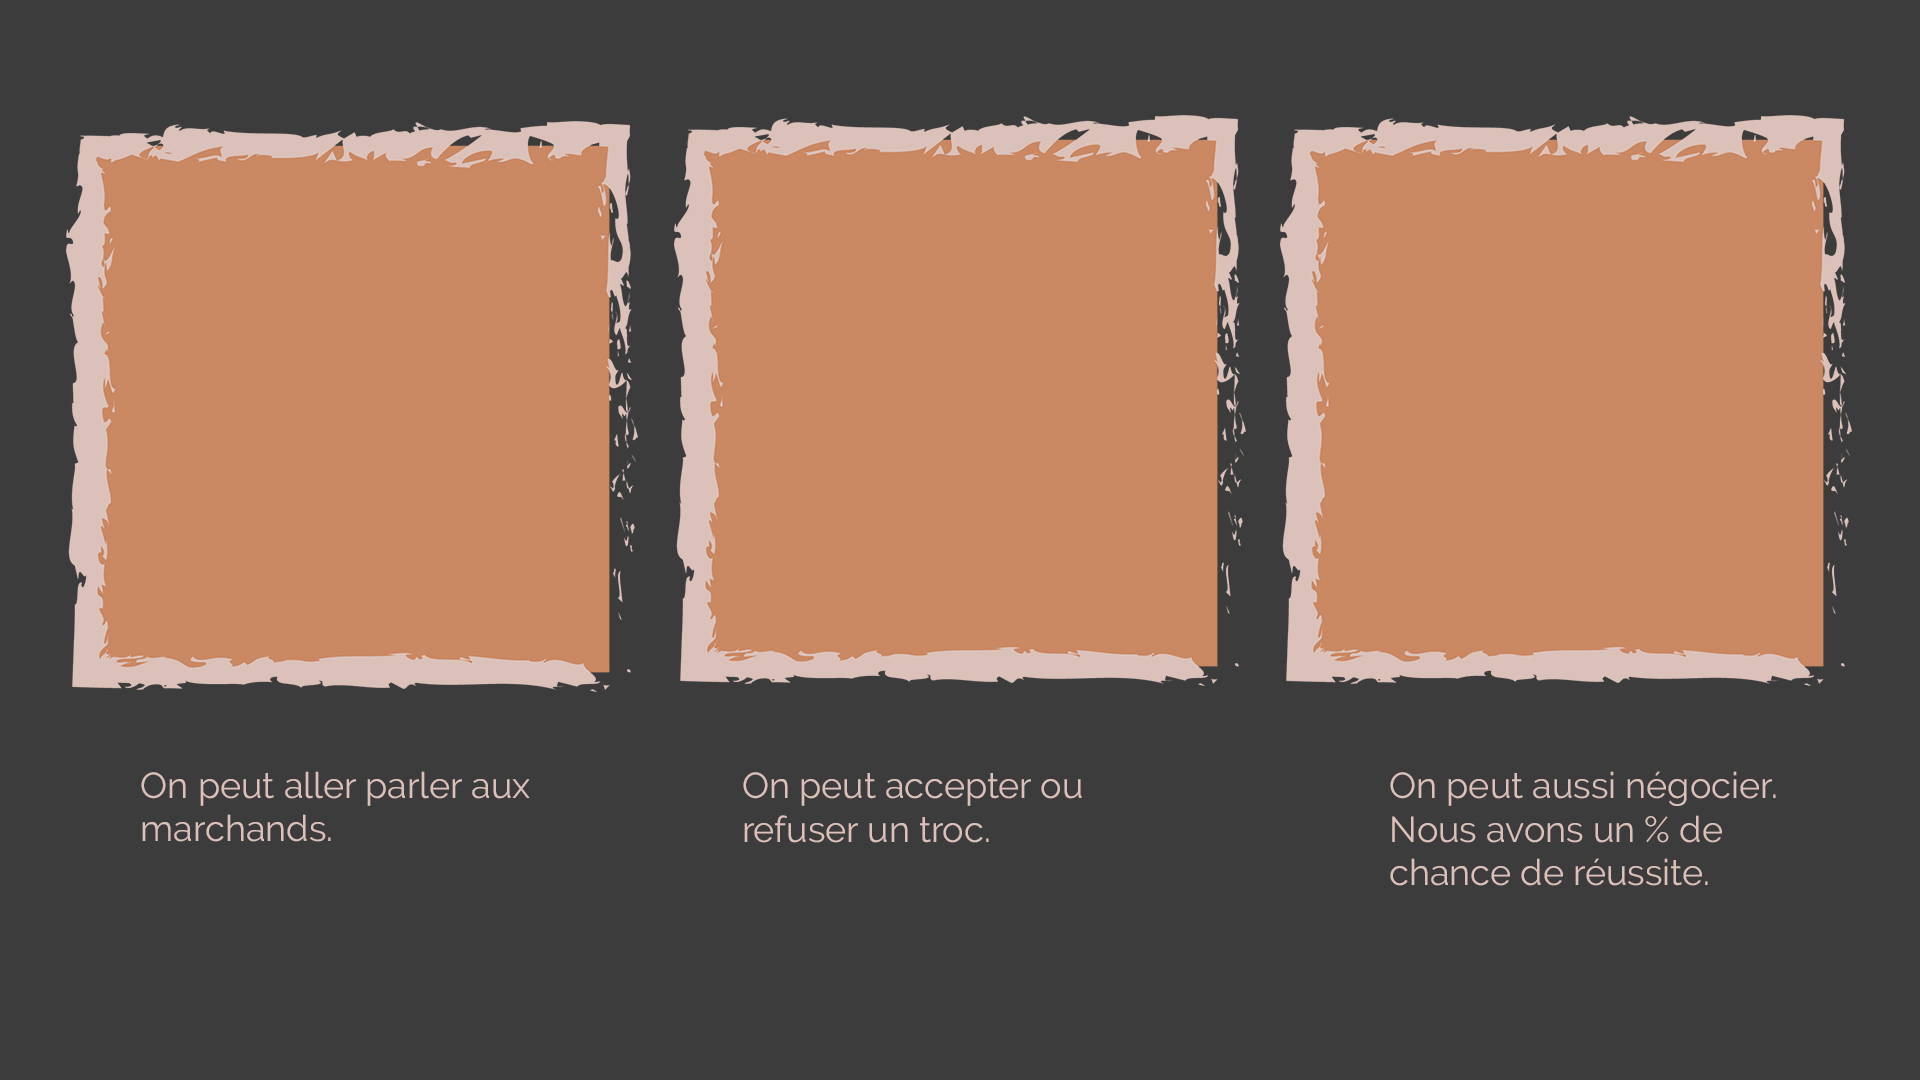 On peut aller parler aux
marchands.
On peut accepter ou
refuser un troc.
On peut aussi négocier.
Nous avons un % de
chance de réussite.